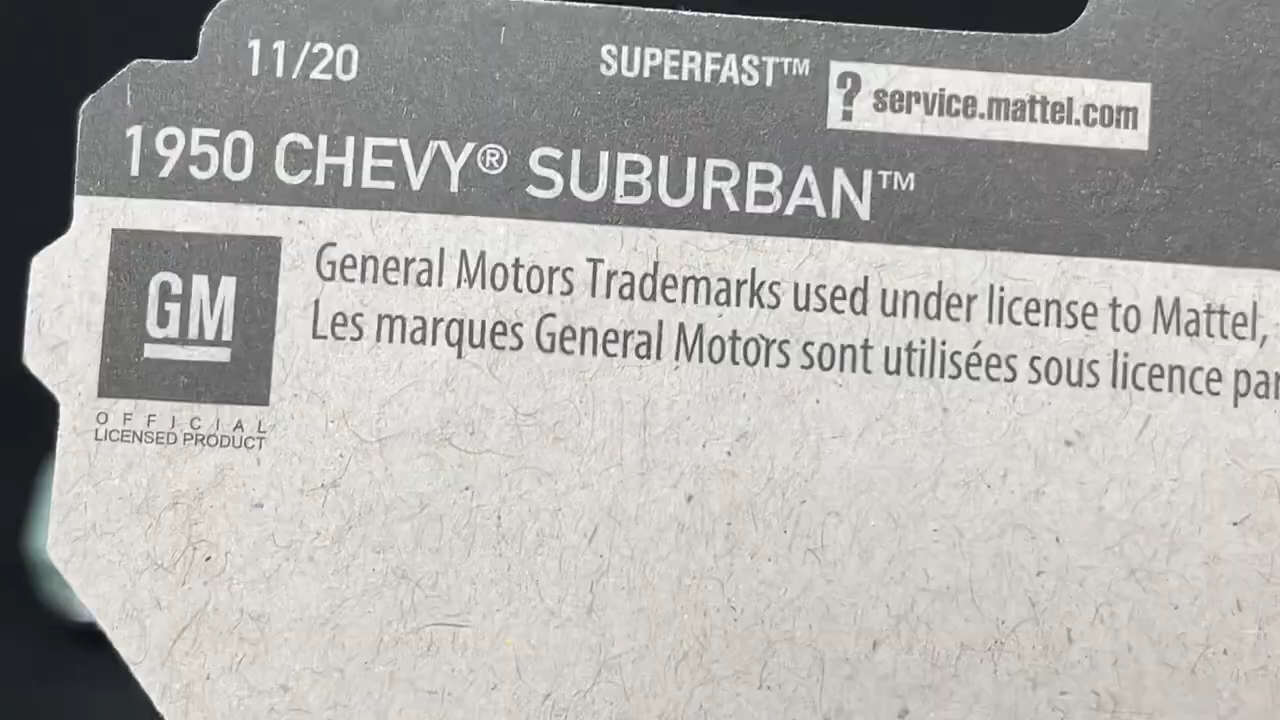 11/20
SUPERFAST™
? service.mattel.com
1950 CHEVY® SUBURBAN™
GM
OFFICIAL
LICENSED PRODUCT
General Motors Trademarks used under license to Mattel,
Les marques General Motors sont utilisées sous licence par